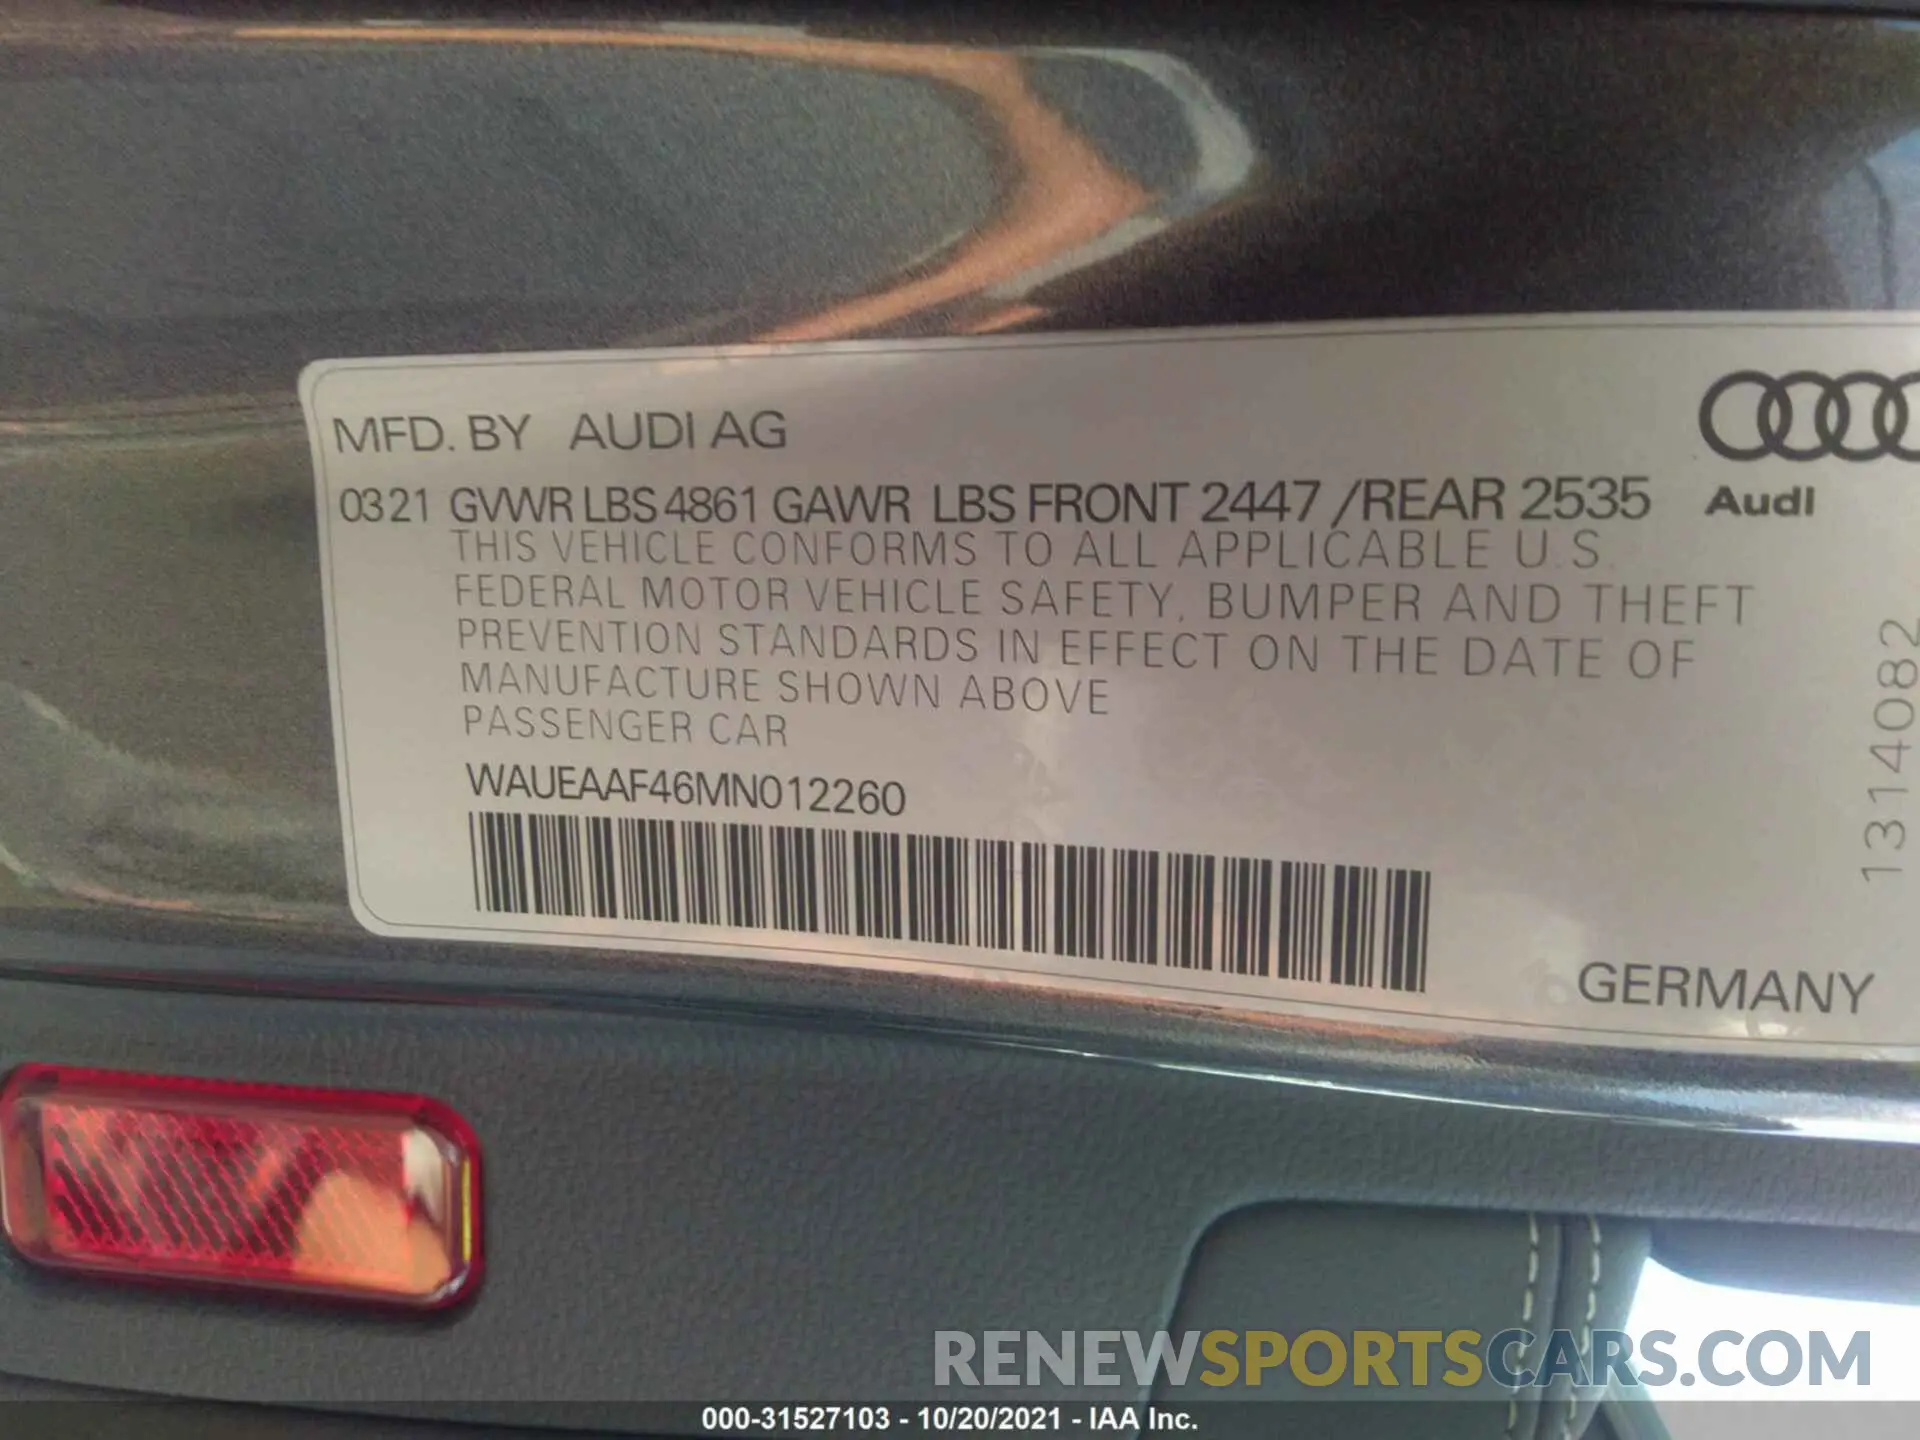 MFD. BY AUDI AG
0321 GVWR LBS 4861 GAWR LBS FRONT 2447 /REAR 2535
Audi
THIS VEHICLE CONFORMS TO ALL APPLICABLE U.S.
FEDERAL MOTOR VEHICLE SAFETY, BUMPER AND THEFT
PREVENTION STANDARDS IN EFFECT ON THE DATE OF
MANUFACTURE SHOWN ABOVE
PASSENGER CAR
WAUEAAF46MN012260
1314082
GERMANY
RENEWSPORTSCARS.COM
000-31527103 - 10/20/2021 - IAA Inc.